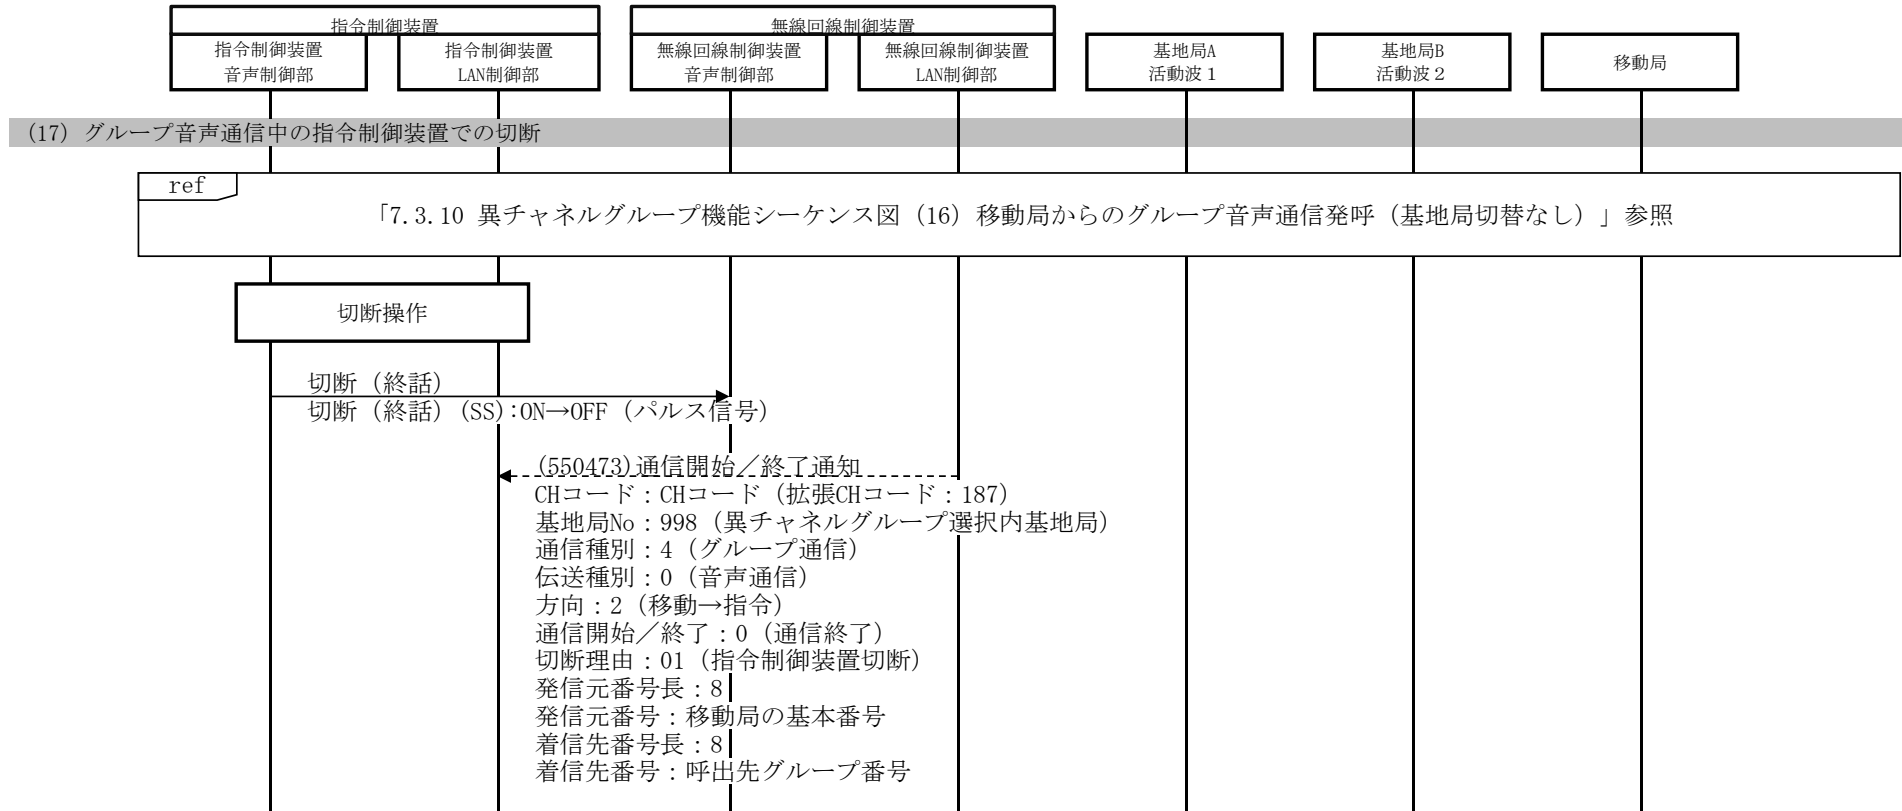 指令制御装置
無線回線制御装置
指令制御装置
音声制御部
指令制御装置
LAN制御部
無線回線制御装置
音声制御部
無線回線制御装置
LAN制御部
基地局A
活動波１
基地局B
活動波２
移動局
(17) グループ音声通信中の指令制御装置での切断
ref
「7.3.10 異チャネルグループ機能シーケンス図（16）移動局からのグループ音声通信発呼（基地局切替なし）」参照
切断操作
切断（終話）
切断（終話）(SS):ON→OFF（パルス信号）
(550473)通信開始／終了通知
CHコード：CHコード（拡張CHコード：187）
基地局No：998（異チャネルグループ選択内基地局）
通信種別：4（グループ通信）
伝送種別：0（音声通信）
方向：2（移動→指令）
通信開始／終了：0（通信終了）
切断理由：01（指令制御装置切断）
発信元番号長：8
発信元番号：移動局の基本番号
着信先番号長：8
着信先番号：呼出先グループ番号